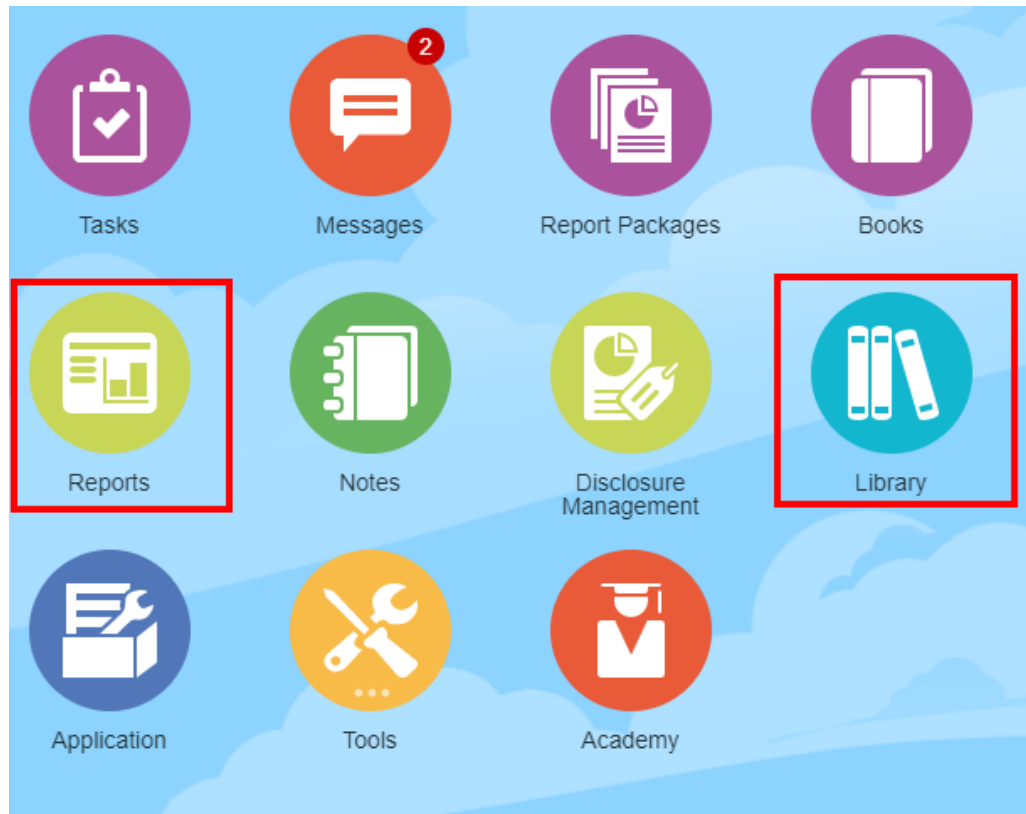 2
Tasks
Messages
Report Packages
Books
Reports
Notes
Disclosure
Management
Library
Application
Tools
Academy